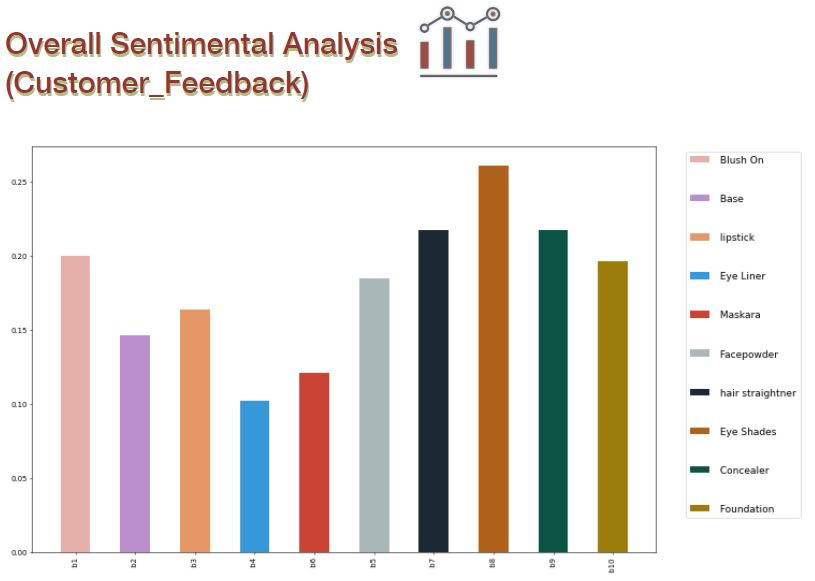 Overall Sentimental Analysis
(Customer_Feedback)
0.25
0.20
0.15
0.10
0.05
0.00
b1
b2
b3
b4
b6
b5
b7
b8
b9
b10
Blush On
Base
lipstick
Eye Liner
Maskara
Facepowder
hair straightner
Eye Shades
Concealer
Foundation